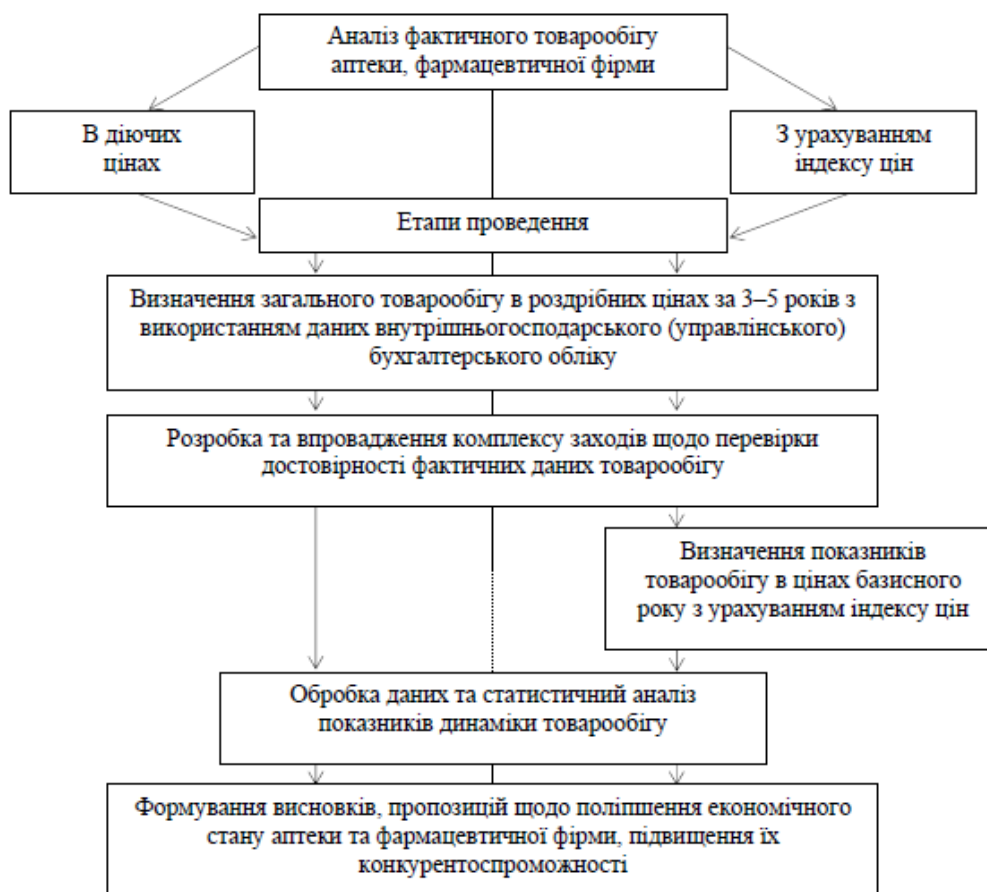 Аналіз фактичного товарообігу
аптеки, фармацевтичної фірми
В діючих
цінах
З урахуванням
індексу цін
Етапи проведення
Визначення загального товарообігу в роздрібних цінах за 3–5 років з
використанням даних внутрішньогосподарського (управлінського)
бухгалтерського обліку
Розробка та впровадження комплексу заходів щодо перевірки
достовірності фактичних даних товарообігу
Визначення показників
товарообігу в цінах базисного
року з урахуванням індексу цін
Обробка даних та статистичний аналіз
показників динаміки товарообігу
Формування висновків, пропозицій щодо поліпшення економічного
стану аптеки та фармацевтичної фірми, підвищення їх
конкурентоспроможності